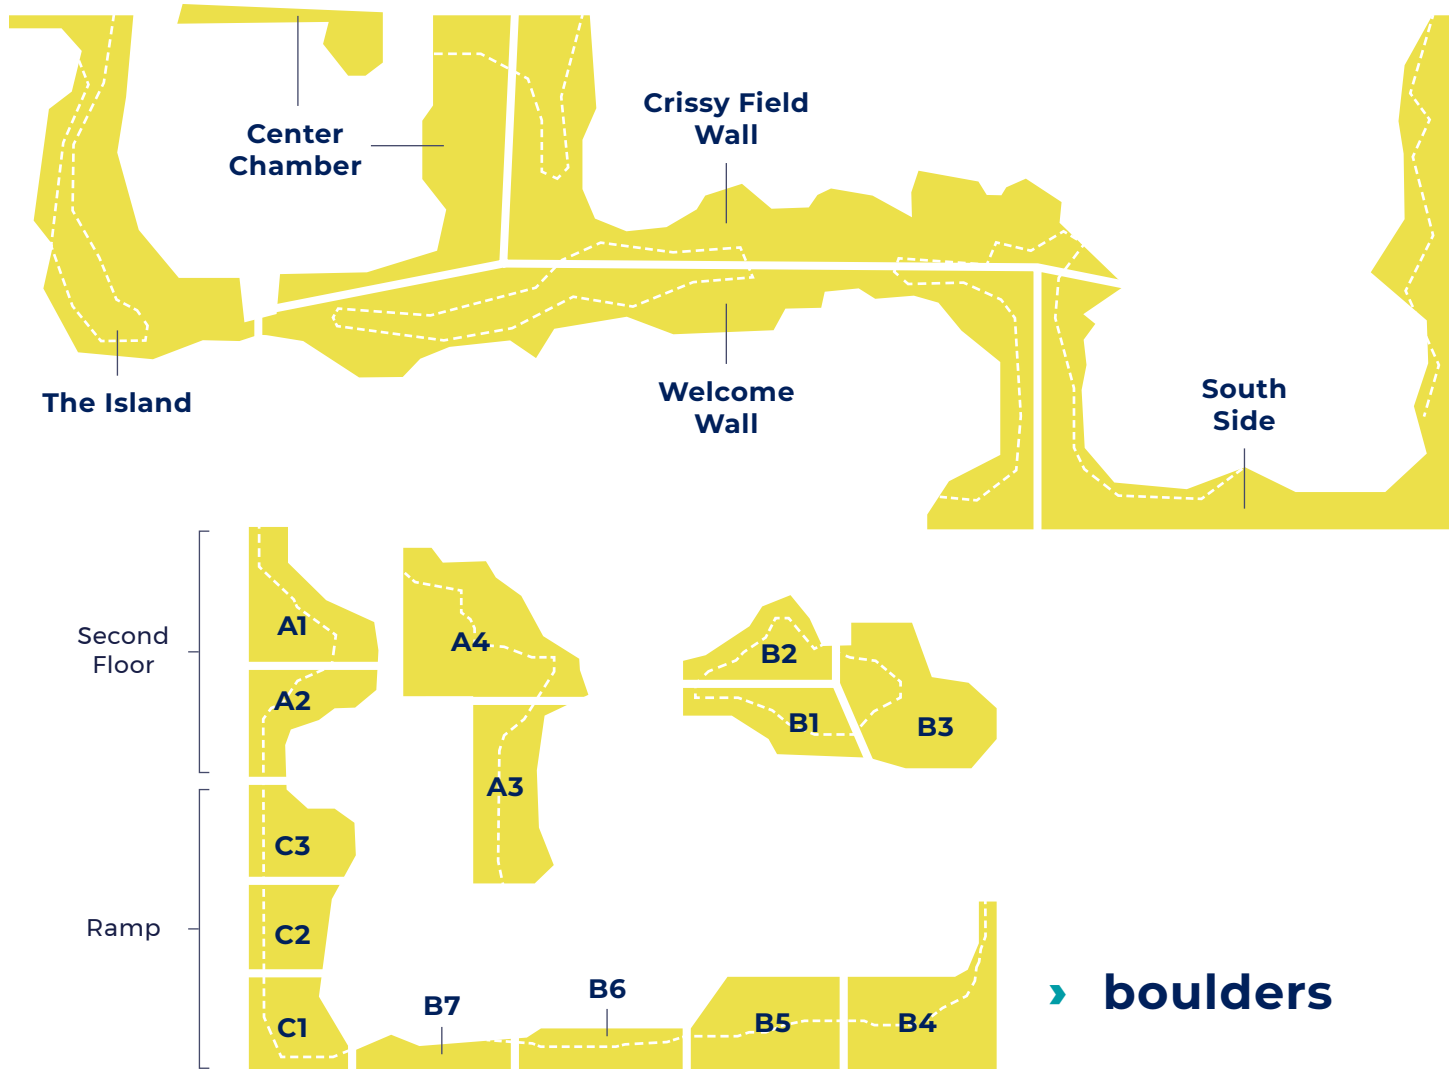 Crissy Field
Wall
Center
Chamber
The Island
Welcome
Wall
South
Side
Second
Floor
A1
A2
A4
A3
B2
B1
B3
Ramp
C3
C2
C1
B7
B6
B5
B4
› boulders